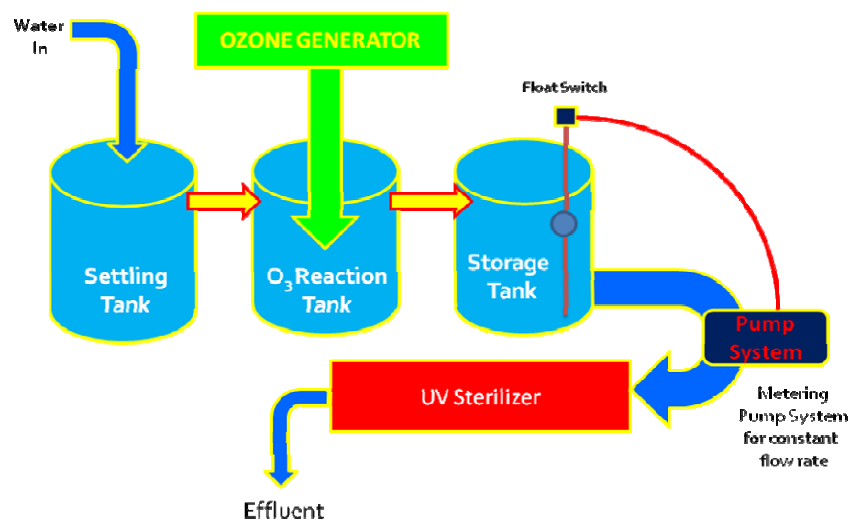 Water
In
OZONE GENERATOR
Float Switch
Settling
Tank
O₃ Reaction
Tank
Storage
Tank
Pump
System
UV Sterilizer
Metering
Pump System
for constant
flow rate
Effluent